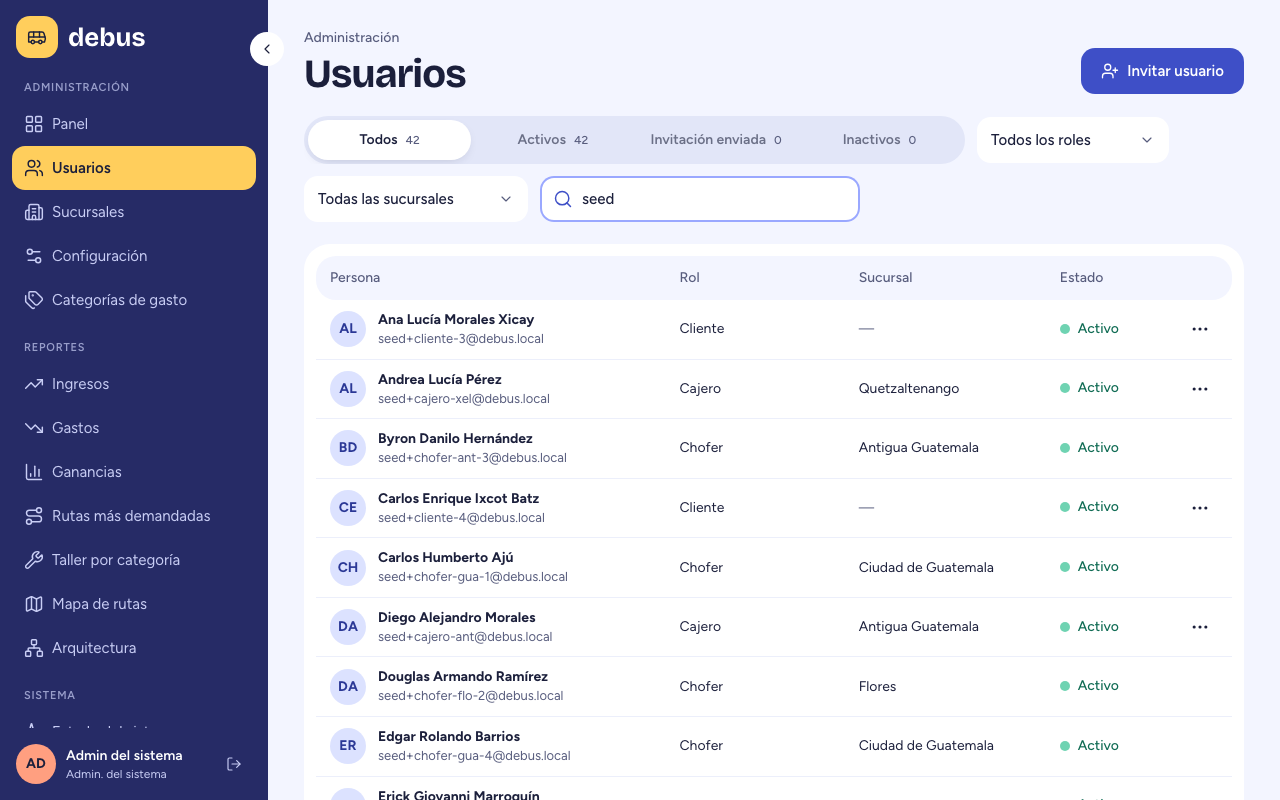 debus
ADMINISTRACIÓN
Panel
Usuarios
Sucursales
Configuración
Categorías de gasto
REPORTES
Ingresos
Gastos
Ganancias
Rutas más demandadas
Taller por categoría
Mapa de rutas
Arquitectura
SISTEMA
AD
Admin del sistema
Admin. del sistema
Administración
Usuarios
Invitar usuario
Todos 42
Activos 42
Invitación enviada 0
Inactivos 0
Todos los roles
Todas las sucursales
seed
Persona Rol Sucursal Estado
AL Ana Lucía Morales Xicay Cliente — Activo
seed+cliente-3@debus.local
AL Andrea Lucía Pérez Cajero Quetzaltenango Activo
seed+cajero-xel@debus.local
BD Byron Danilo Hernández Chofer Antigua Guatemala Activo
seed+chofer-ant-3@debus.local
CE Carlos Enrique Ixcot Batz Cliente — Activo
seed+cliente-4@debus.local
CH Carlos Humberto Ajú Chofer Ciudad de Guatemala Activo
seed+chofer-gua-1@debus.local
DA Diego Alejandro Morales Cajero Antigua Guatemala Activo
seed+cajero-ant@debus.local
DA Douglas Armando Ramírez Chofer Flores Activo
seed+chofer-flo-2@debus.local
ER Edgar Rolando Barrios Chofer Ciudad de Guatemala Activo
seed+chofer-gua-4@debus.local
Erick Giovanni Marroquín